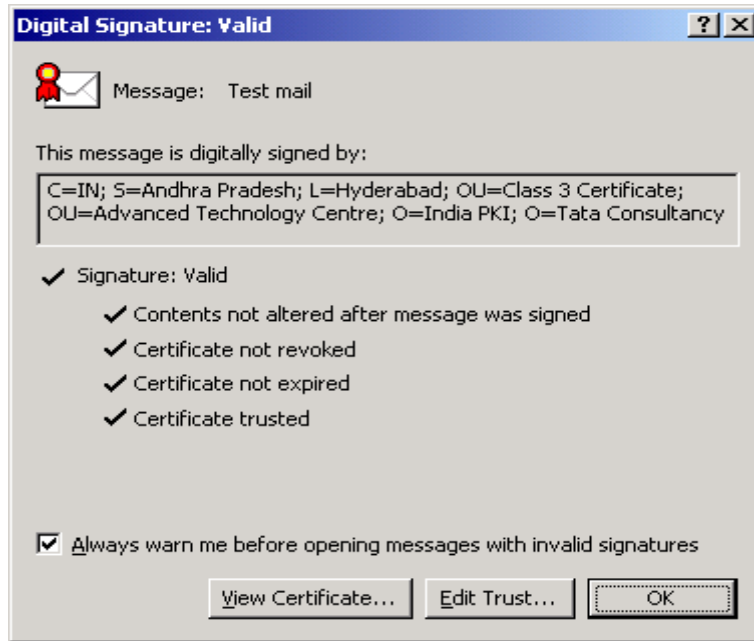 Digital Signature: Valid
Message: Test mail
This message is digitally signed by:
C=IN; S=Andhra Pradesh; L=Hyderabad; OU=Class 3 Certificate;
OU=Advanced Technology Centre; O=India PKI; O=Tata Consultancy
Signature: Valid
Contents not altered after message was signed
Certificate not revoked
Certificate not expired
Certificate trusted
Always warn me before opening messages with invalid signatures
View Certificate... Edit Trust... OK